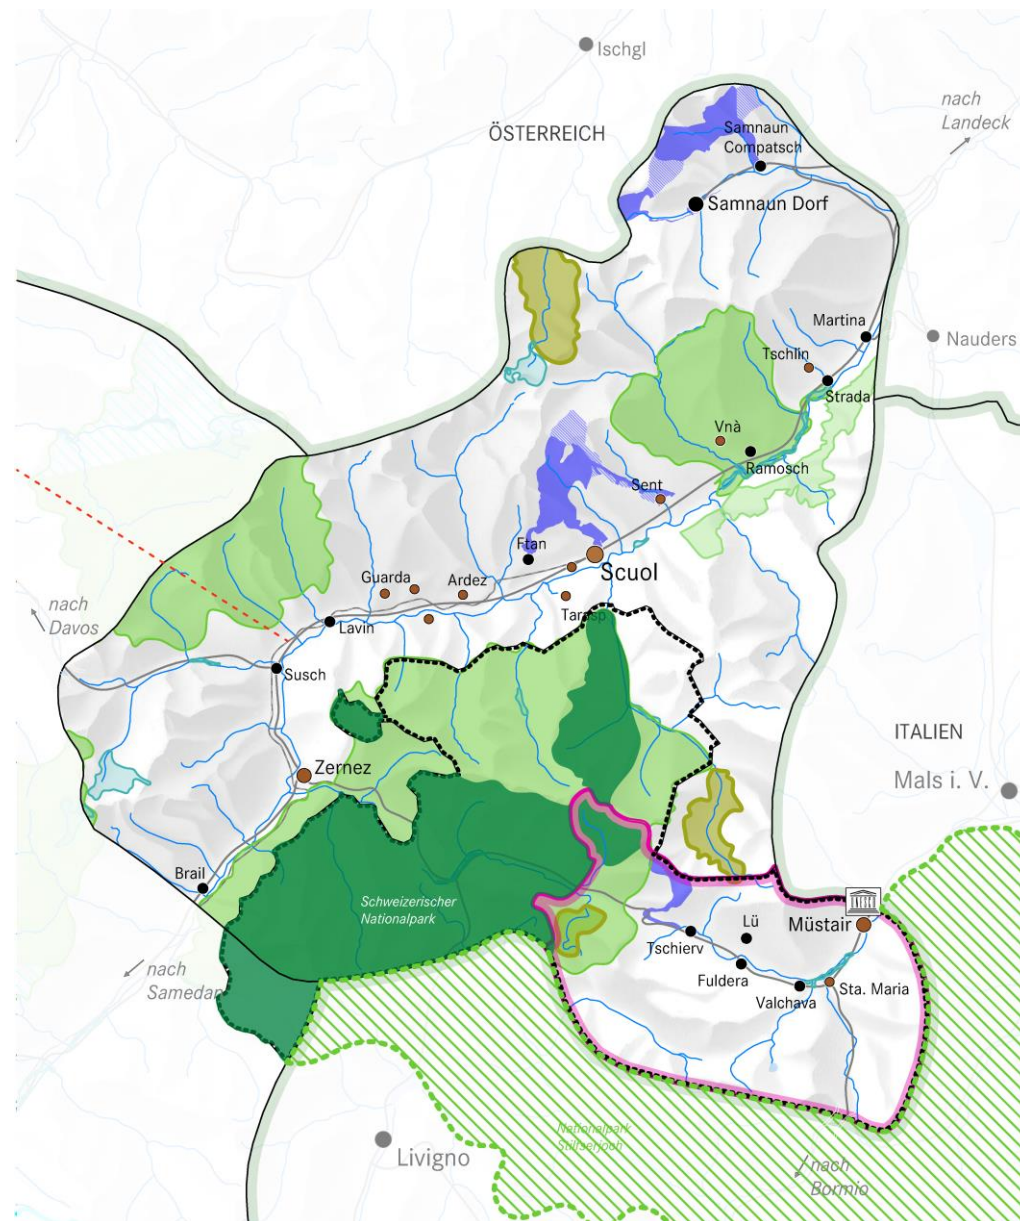 Ischgl
nach
Landeck
ÖSTERREICH
Samnaun
Compatsch
Samnaun Dorf
Martina
Nauders
Tschlin
Strada
Vnà
Ramosch
Sent
Ftan
Scuol
Guarda
Ardez
nach
Davos
Tarasp
Lavin
Susch
ITALIEN
Zernez
Mals i. V.
Brail
Schweizerischer
Nationalpark
UNESCO
Lü
Müstair
Tschierv
nach
Samedan
Fuldera
Sta. Maria
Valchava
Nationalpark
Stilfserjoch
Livigno
nach
Bormio